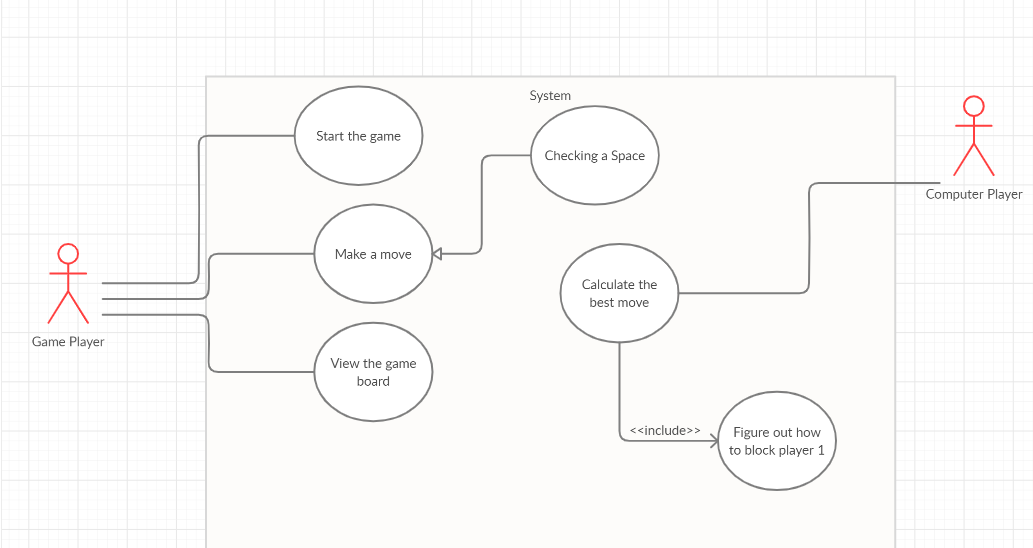 System
Start the game
Checking a Space
Computer Player
Make a move
Game Player
Calculate the
best move
View the game
board
<<include>>
Figure out how
to block player 1